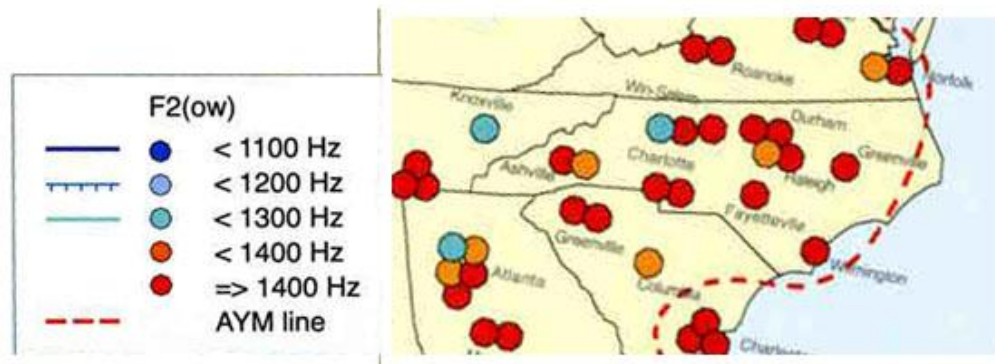 F2(ow)
< 1100 Hz
< 1200 Hz
< 1300 Hz
< 1400 Hz
=> 1400 Hz
AYM line
Roanoke
Norfolk
Knoxville
Win-Salem
Durham
Ashville
Charlotte
Raleigh
Greenville
Fayetteville
Greenville
Wilmington
Atlanta
Columbia